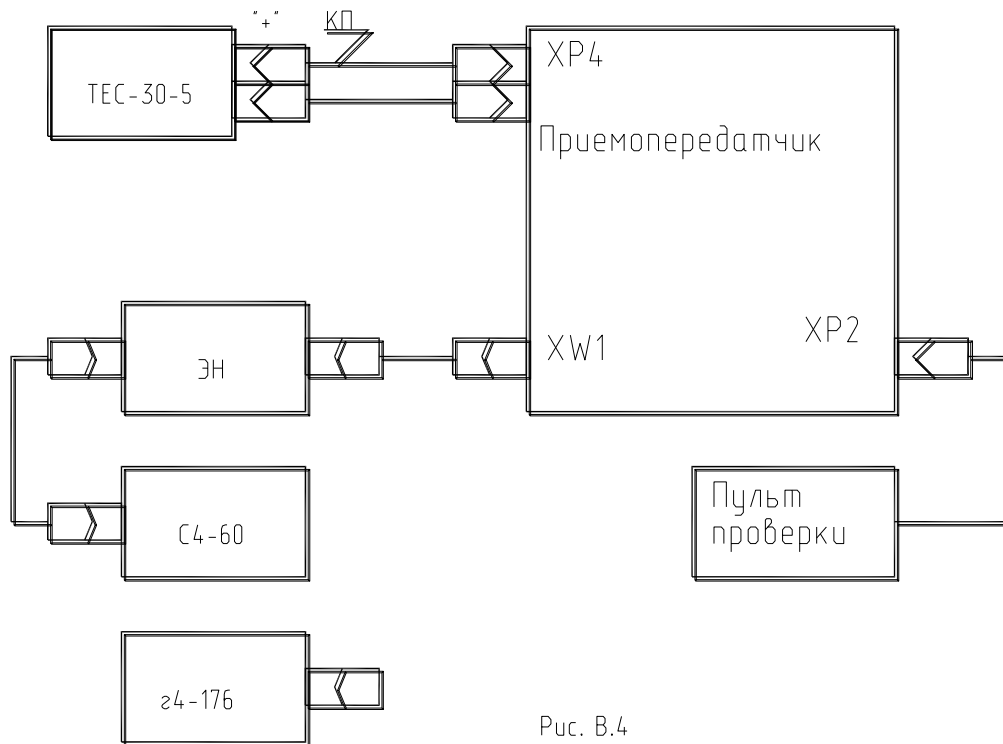 "+"
КП
ТЕС-30-5
XP4
Приемопередатчик
ЭН
XW1
XP2
С4-60
Пульт
проверки
г4-176
Рис. В.4